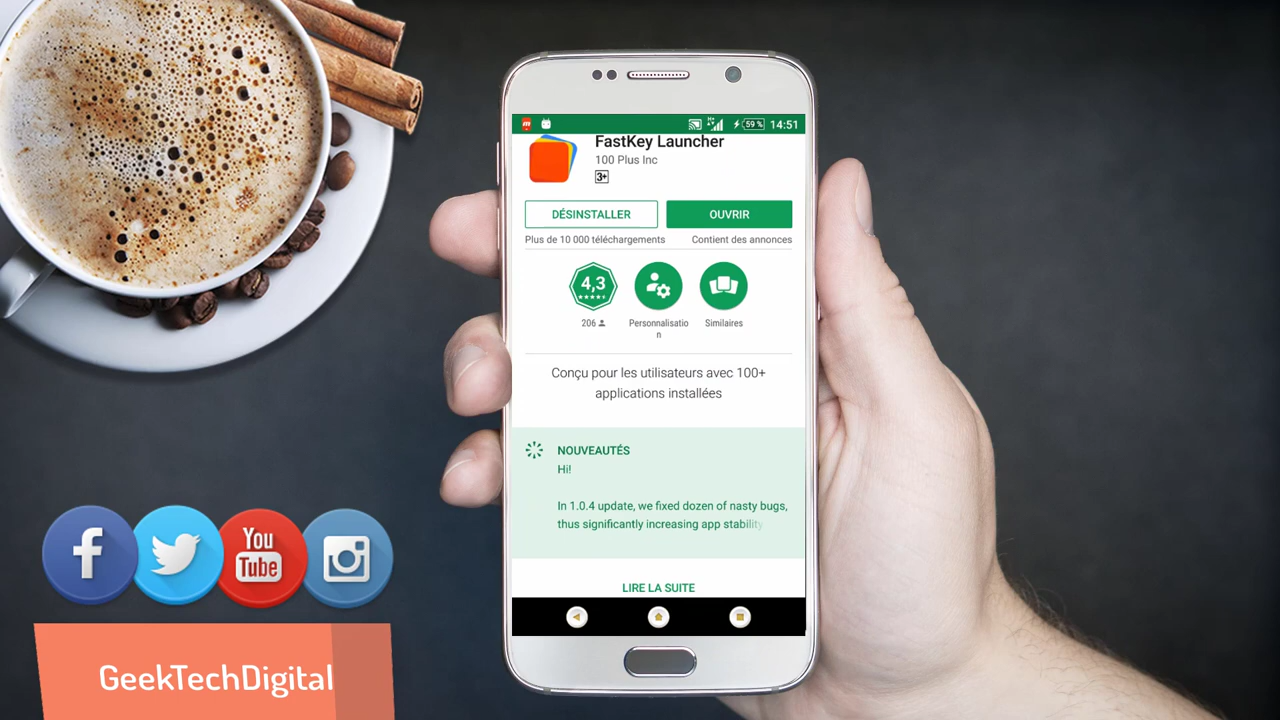 59 %
14:51
FastKey Launcher
100 Plus Inc
3+
DÉSINSTALLER
OUVRIR
Plus de 10 000 téléchargements
Contient des annonces
4,3
206
Personnalisatio
n
Similaires
Conçu pour les utilisateurs avec 100+
applications installées
NOUVEAUTÉS
Hi!
In 1.0.4 update, we fixed dozen of nasty bugs,
thus significantly increasing app stability
LIRE LA SUITE
f
You
Tube
GeekTechDigital